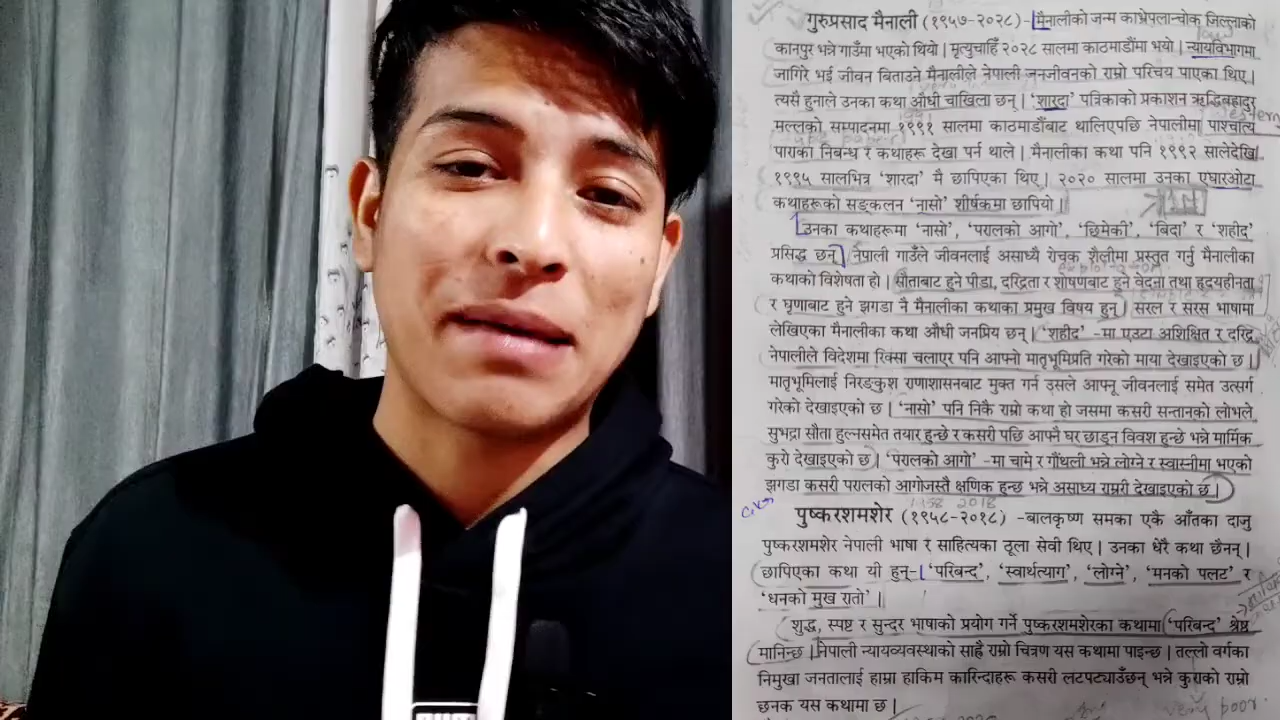 गुरुप्रसाद मैनाली (१९५७-२०२८)- मैनालीको जन्म काभ्रेपलान्चोक जिल्लाको
कानपुर भन्ने गाउँमा भएको थियो । मृत्युचाहिँ २०२८ सालमा काठमाडौंमा भयो । न्यायविभागमा
जागिरे भई जीवन बिताउने मैनालीले नेपाली जनजीवनको राम्रो परिचय पाएका थिए ।
त्यसै हुनाले उनका कथा औधी चाखिला छन् । 'शारदा' पत्रिकाको प्रकाशन ऋद्धिबहादुर
मल्लको सम्पादनमा १९९१ सालमा काठमाडौंबाट थालिएपछि नेपालीमा पाश्चात्य
पाराका निबन्ध र कथाहरू देखा पर्न थाले । मैनालीका कथा पनि १९९२ सालेदेखि
१९९५ सालभित्र 'शारदा' मै छापिएका थिए । २०२० सालमा उनका एघारओटा
कथाहरूको सङ्कलन 'नासो' शीर्षकमा छापियो ।
उनका कथाहरूमा 'नासो', 'परालको आगो', 'छिमेकी', 'बिदा' र 'शहीद'
प्रसिद्ध छन् । नेपाली गाउँले जीवनलाई असाध्यै रोचक शैलीमा प्रस्तुत गर्नु मैनालीका
कथाको विशेषता हो । सौताबाट हुने पीडा, दरिद्रता र शोषणबाट हुने वेदना तथा हृदयहीनता
र घृणाबाट हुने झगडा नै मैनालीका कथाका प्रमुख विषय हुन् । सरल र सरस भाषामा
लेखिएका मैनालीका कथा औधी जनप्रिय छन् । 'शहीद' -मा एउटा अशिक्षित र दरिद्र
नेपालीले विदेशमा रिक्सा चलाएर पनि आफ्नो मातृभूमिप्रति गरेको माया देखाइएको छ ।
मातृभूमिलाई निरङ्कुश राणाशासनबाट मुक्त गर्न उसले आफ्नू जीवनलाई समेत उत्सर्ग
गरेको देखाइएको छ । 'नासो' पनि निकै राम्रो कथा हो जसमा कसरी सन्तानको लोभले
सुभद्रा सौता हुल्नसमेत तयार हुन्छे र कसरी पछि आफ्नै घर छाड्न विवश हुन्छे भन्ने मार्मिक
कुरो देखाइएको छ । 'परालको आगो' -मा चामे र गौंथली भन्ने लोग्ने र स्वास्नीमा भएको
झगडा कसरी परालको आगोजस्तै क्षणिक हुन्छ भन्ने असाध्य राम्ररी देखाइएको छ ।
1958 2018
पुष्करशमशेर (१९५८-२०१८) -बालकृष्ण समका एकै आँतका दाजु
पुष्करशमशेर नेपाली भाषा र साहित्यका ठूला सेवी थिए । उनका धेरै कथा छैनन् ।
छापिएका कथा यी हुन्- 'परिबन्द', 'स्वार्थत्याग', 'लोग्ने', 'मनको पलट' र
'धनको मुख रातो' ।
शुद्ध, स्पष्ट र सुन्दर भाषाको प्रयोग गर्ने पुष्करशमशेरका कथामा 'परिबन्द' श्रेष्ठ
मानिन्छ । नेपाली न्यायव्यवस्थाको साह्रै राम्रो चित्रण यस कथामा पाइन्छ । तल्लो वर्गका
निमुखा जनतालाई हाम्रा हाकिम कारिन्दाहरू कसरी लटपट्याउँछन् भन्ने कुराको राम्रो
छनक यस कथामा छ ।
very poor